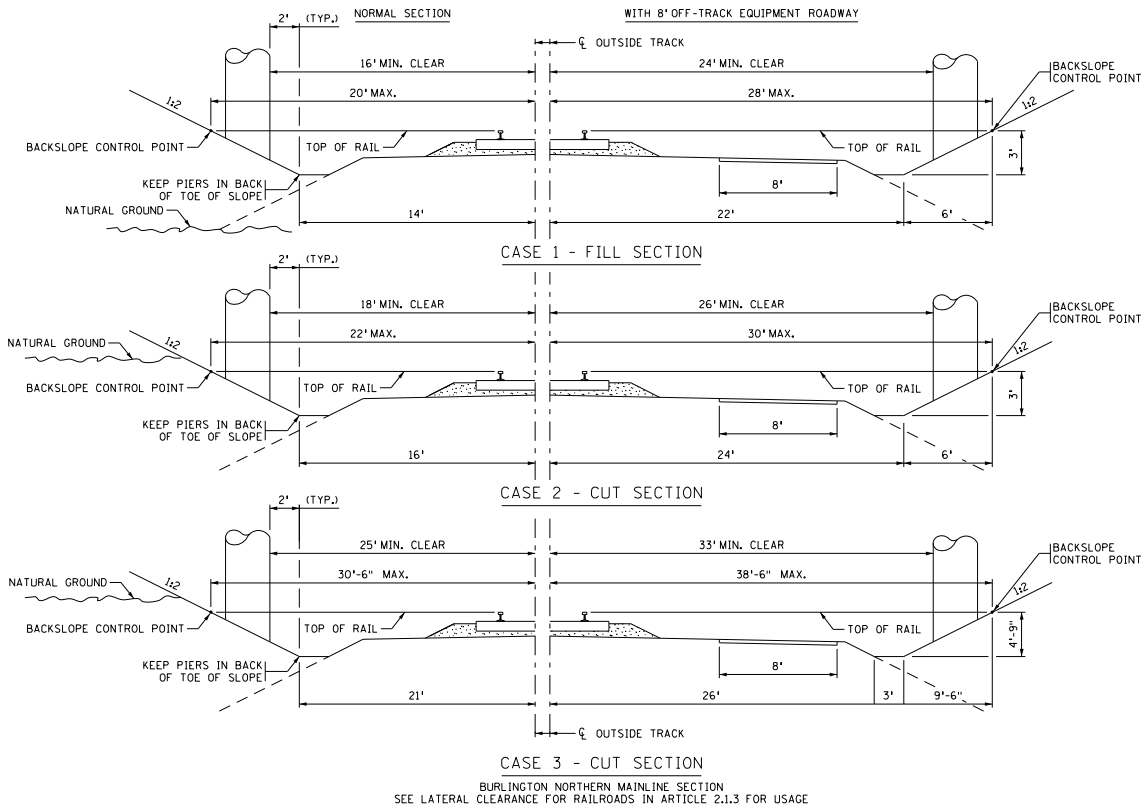 NORMAL SECTION
WITH 8' OFF-TRACK EQUIPMENT ROADWAY
2' (TYP.)
℄ OUTSIDE TRACK
16' MIN. CLEAR
24' MIN. CLEAR
BACKSLOPE
CONTROL POINT
20' MAX.
28' MAX.
1:2
1:2
BACKSLOPE CONTROL POINT
TOP OF RAIL
TOP OF RAIL
3'
KEEP PIERS IN BACK
OF TOE OF SLOPE
8'
NATURAL GROUND
14'
22'
6'
CASE 1 - FILL SECTION
2' (TYP.)
18' MIN. CLEAR
26' MIN. CLEAR
BACKSLOPE
CONTROL POINT
22' MAX.
30' MAX.
NATURAL GROUND
1:2
1:2
BACKSLOPE CONTROL POINT
TOP OF RAIL
TOP OF RAIL
3'
KEEP PIERS IN BACK
OF TOE OF SLOPE
8'
16'
24'
6'
CASE 2 - CUT SECTION
2' (TYP.)
25' MIN. CLEAR
33' MIN. CLEAR
BACKSLOPE
CONTROL POINT
30'-6" MAX.
38'-6" MAX.
NATURAL GROUND
1:2
1:2
BACKSLOPE CONTROL POINT
TOP OF RAIL
TOP OF RAIL
4'-9"
KEEP PIERS IN BACK
OF TOE OF SLOPE
8'
21'
26'
3'
9'-6"
℄ OUTSIDE TRACK
CASE 3 - CUT SECTION
BURLINGTON NORTHERN MAINLINE SECTION
SEE LATERAL CLEARANCE FOR RAILROADS IN ARTICLE 2.1.3 FOR USAGE